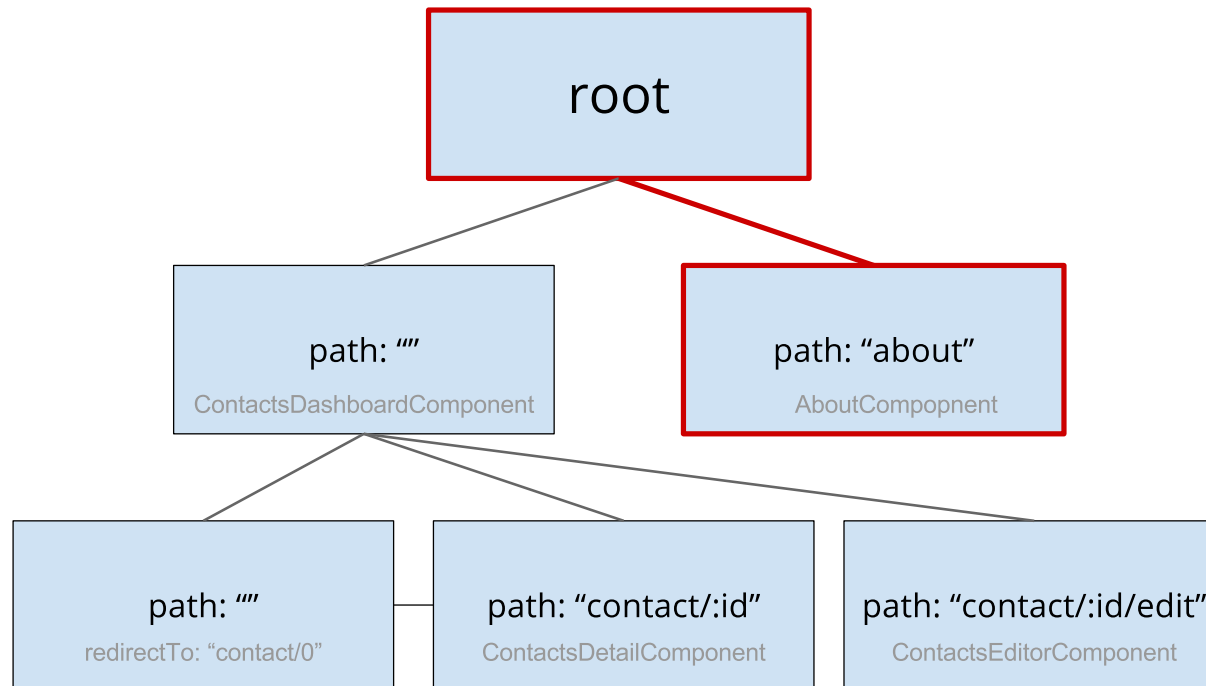 root
path: “”
ContactsDashboardComponent
path: “about”
AboutCompopnent
path: “”
redirectTo: “contact/0”
path: “contact/:id”
ContactsDetailComponent
path: “contact/:id/edit”
ContactsEditorComponent